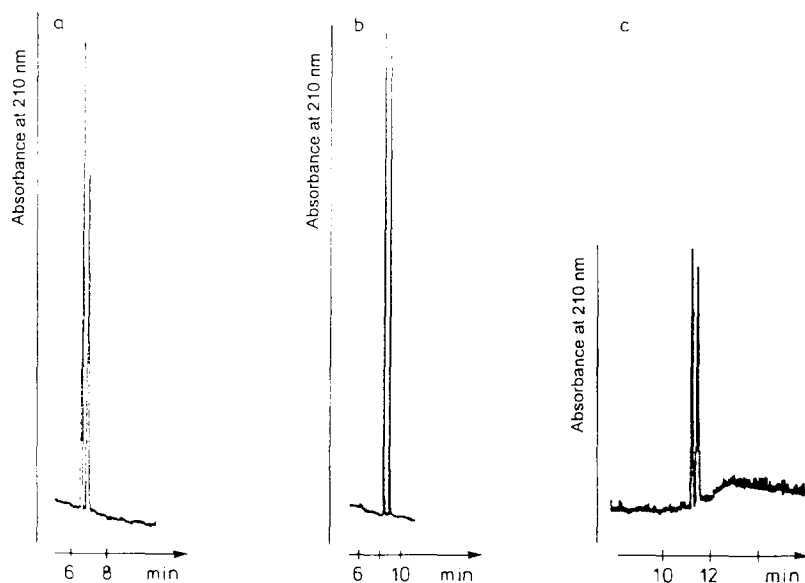 a
Absorbance at 210 nm
6 8 min
b
Absorbance at 210 nm
6 10 min
c
Absorbance at 210 nm
10 12 min